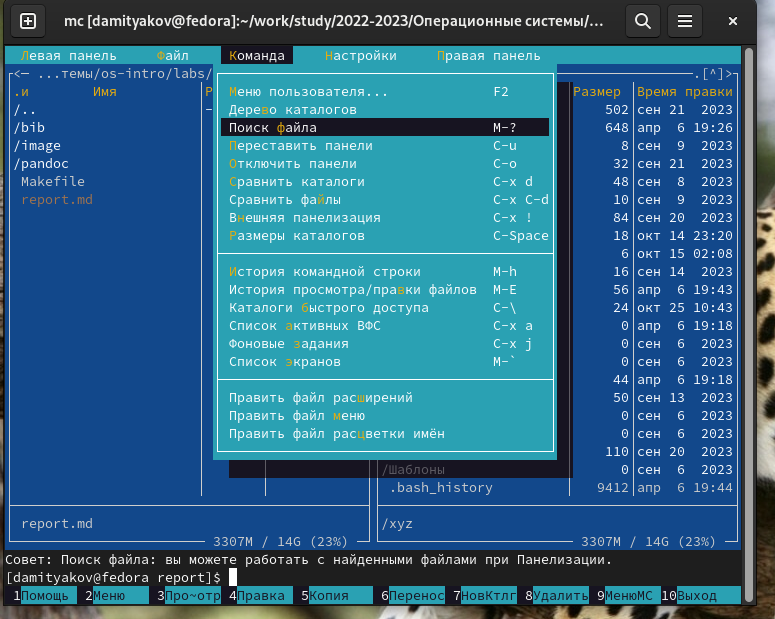 mc [damityakov@fedora]:~/work/study/2022-2023/Операционные системы/...
Левая панель Файл Команда Настройки Правая панель
<— ...темы/os-intro/labs/ .[^]>
.и Имя Р Размер Время правки
Меню пользователя... F2
/.. 502 сен 21 2023
Дерево каталогов
/bib 648 апр 6 19:26
Поиск файла M-?
/image 8 сен 9 2023
Переставить панели C-u
/pandoc 32 сен 21 2023
Отключить панели C-o
Makefile 48 сен 8 2023
Сравнить каталоги C-x d
report.md 10 сен 9 2023
Сравнить файлы C-x C-d
Внешняя панелизация C-x ! 84 сен 20 2023
Размеры каталогов C-Space 18 окт 14 23:20
6 окт 15 02:08
История командной строки M-h 16 сен 14 2023
История просмотра/правки файлов M-E 56 апр 6 19:43
Каталоги быстрого доступа C-\ 24 окт 25 10:43
Список активных ВФС C-x a 0 апр 6 19:18
Фоновые задания C-x j 0 сен 6 2023
Список экранов M-` 0 сен 6 2023
44 апр 6 19:18
Править файл расширений 50 сен 13 2023
Править файл меню 0 сен 6 2023
Править файл расцветки имён 0 сен 6 2023
110 сен 20 2023
/Шаблоны 0 сен 6 2023
.bash_history 9412 апр 6 19:44
report.md /xyz
3307M / 14G (23%) 3307M / 14G (23%)
Совет: Поиск файла: вы можете работать с найденными файлами при Панелизации.
[damityakov@fedora report]$
1Помощь 2Меню 3Про~отр 4Правка 5Копия 6Перенос 7НовКтлг 8Удалить 9МенюМС 10Выход